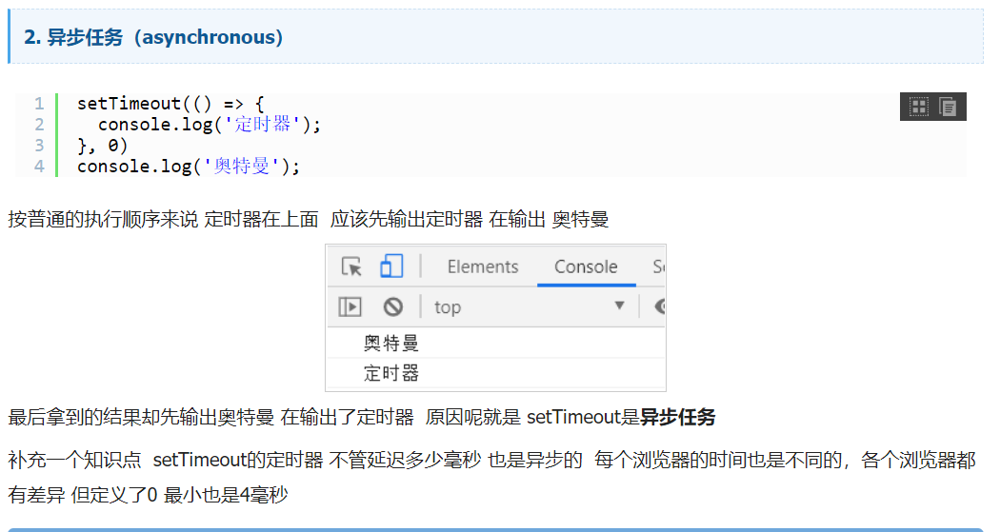 2. 异步任务（asynchronous）
1 setTimeout(() => {
2 console.log('定时器');
3 }, 0)
4 console.log('奥特曼');
按普通的执行顺序来说 定时器在上面 应该先输出定时器 在输出 奥特曼
Elements Console
top
奥特曼
定时器
最后拿到的结果却先输出奥特曼 在输出了定时器 原因呢就是 setTimeout是异步任务
补充一个知识点 setTimeout的定时器 不管延迟多少毫秒 也是异步的 每个浏览器的时间也是不同的，各个浏览器都
有差异 但定义了0 最小也是4毫秒